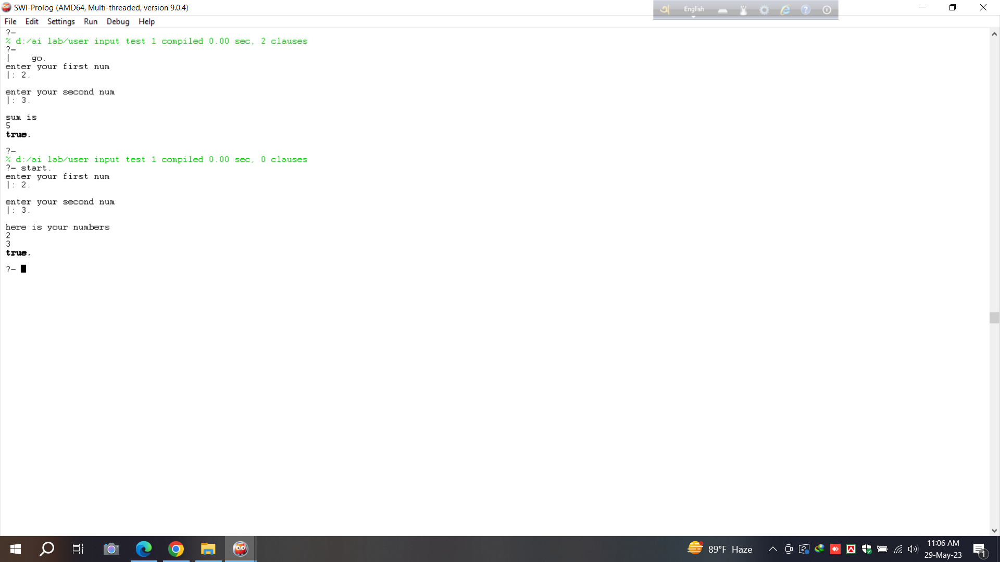 SWI-Prolog (AMD64, Multi-threaded, version 9.0.4)
English
File Edit Settings Run Debug Help
?-
% d:/ai lab/user input test 1 compiled 0.00 sec, 2 clauses
?-
|    go.
enter your first num
|: 2.
enter your second num
|: 3.
sum is
5
true.
?-
% d:/ai lab/user input test 1 compiled 0.00 sec, 0 clauses
?- start.
enter your first num
|: 2.
enter your second num
|: 3.
here is your numbers
2
3
true.
?-
89°F Haze
11:06 AM
29-May-23
1